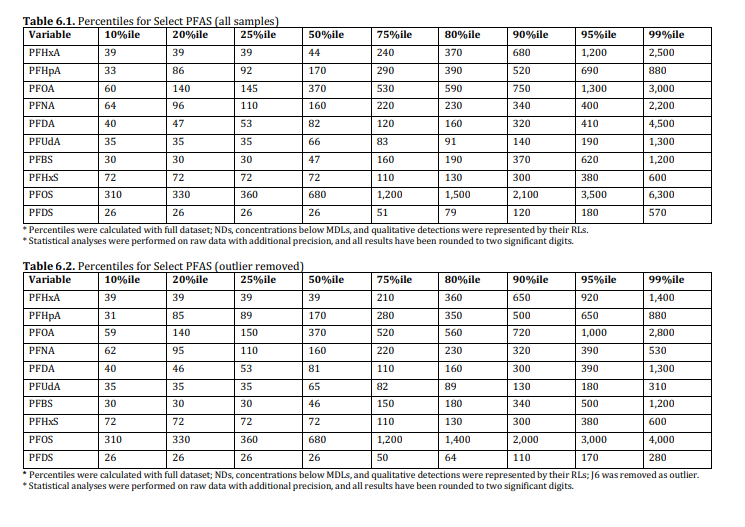 Table 6.1. Percentiles for Select PFAS (all samples)
Variable 10%ile 20%ile 25%ile 50%ile 75%ile 80%ile 90%ile 95%ile 99%ile
PFHxA 39 39 39 44 240 370 680 1,200 2,500
PFHpA 33 86 92 170 290 390 520 690 880
PFOA 60 140 145 370 530 590 750 1,300 3,000
PFNA 64 96 110 160 220 230 340 400 2,200
PFDA 40 47 53 82 120 160 320 410 4,500
PFUdA 35 35 35 66 83 91 140 190 1,300
PFBS 30 30 30 47 160 190 370 620 1,200
PFHxS 72 72 72 72 110 130 300 380 600
PFOS 310 330 360 680 1,200 1,500 2,100 3,500 6,300
PFDS 26 26 26 26 51 79 120 180 570
* Percentiles were calculated with full dataset; NDs, concentrations below MDLs, and qualitative detections were represented by their RLs.
* Statistical analyses were performed on raw data with additional precision, and all results have been rounded to two significant digits.
Table 6.2. Percentiles for Select PFAS (outlier removed)
Variable 10%ile 20%ile 25%ile 50%ile 75%ile 80%ile 90%ile 95%ile 99%ile
PFHxA 39 39 39 39 210 360 650 920 1,400
PFHpA 31 85 89 170 280 350 500 650 880
PFOA 59 140 150 370 520 560 720 1,000 2,800
PFNA 62 95 110 160 220 230 320 390 530
PFDA 40 46 53 81 110 160 300 390 1,300
PFUdA 35 35 35 65 82 89 130 180 310
PFBS 30 30 30 46 150 180 340 500 1,200
PFHxS 72 72 72 72 110 130 300 380 600
PFOS 310 330 360 680 1,200 1,400 2,000 3,000 4,000
PFDS 26 26 26 26 50 64 110 170 280
* Percentiles were calculated with full dataset; NDs, concentrations below MDLs, and qualitative detections were represented by their RLs; J6 was removed as outlier.
* Statistical analyses were performed on raw data with additional precision, and all results have been rounded to two significant digits.